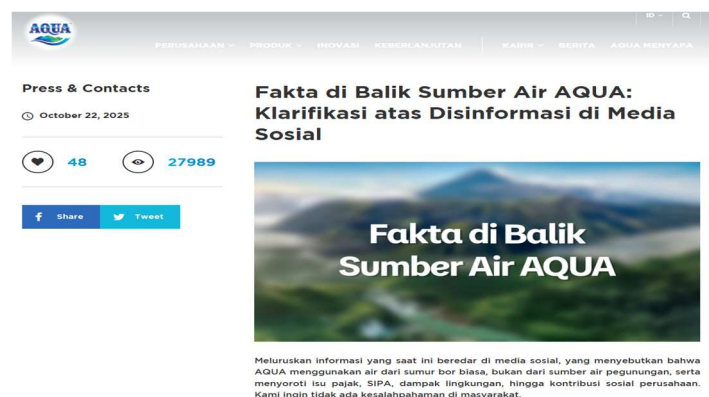 AQUA
ID
PERUSAHAAN PRODUK INOVASI KEBERLANJUTAN KARIR BERITA AQUA MENYAPA
Press & Contacts
October 22, 2025
48 27989
Share Tweet
Fakta di Balik Sumber Air AQUA:
Klarifikasi atas Disinformasi di Media
Sosial
Fakta di Balik
Sumber Air AQUA
Meluruskan informasi yang saat ini beredar di media sosial, yang menyebutkan bahwa
AQUA menggunakan air dari sumur bor biasa, bukan dari sumber air pegunungan, serta
menyoroti isu pajak, SIPA, dampak lingkungan, hingga kontribusi sosial perusahaan.
Kami ingin tidak ada kesalahpahaman di masyarakat.